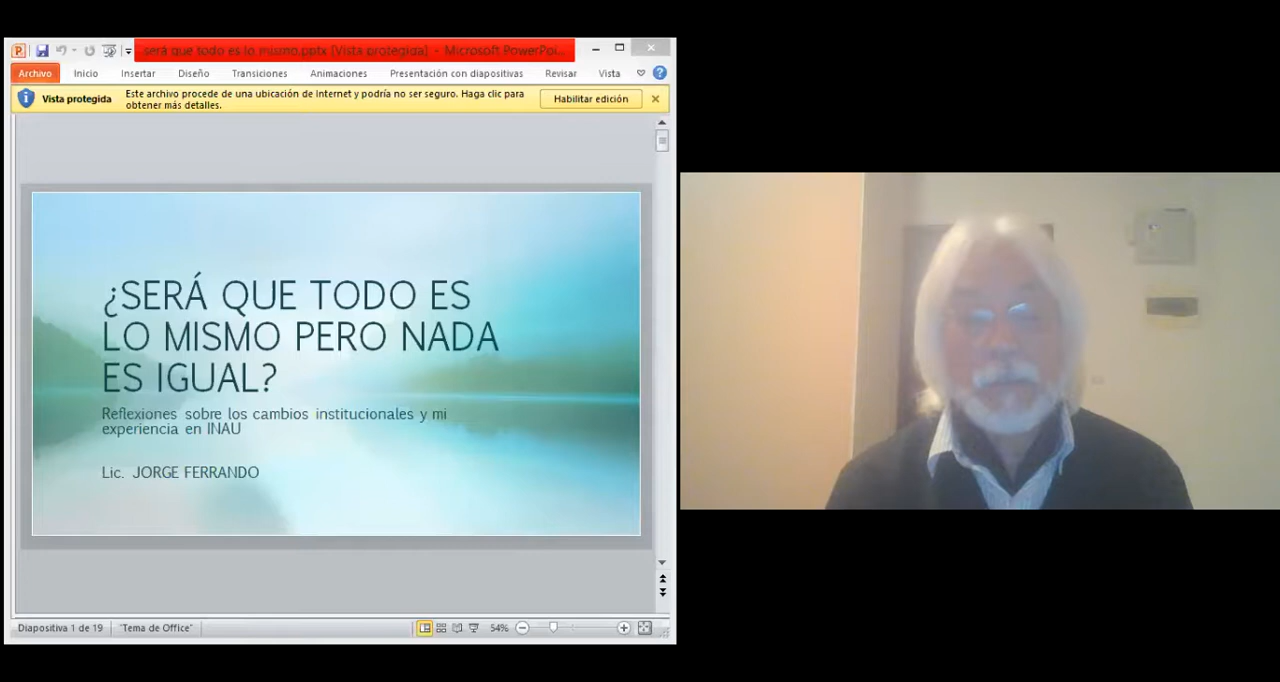 será que todo es lo mismo.pptx [Vista protegida] - Microsoft PowerPoi...
Archivo Inicio Insertar Diseño Transiciones Animaciones Presentación con diapositivas Revisar Vista
Vista protegida Este archivo procede de una ubicación de Internet y podría no ser seguro. Haga clic para Habilitar edición
obtener más detalles.
¿SERÁ QUE TODO ES
LO MISMO PERO NADA
ES IGUAL?
Reflexiones sobre los cambios institucionales y mi
experiencia en INAU
Lic. JORGE FERRANDO
Diapositiva 1 de 19 "Tema de Office" 54%